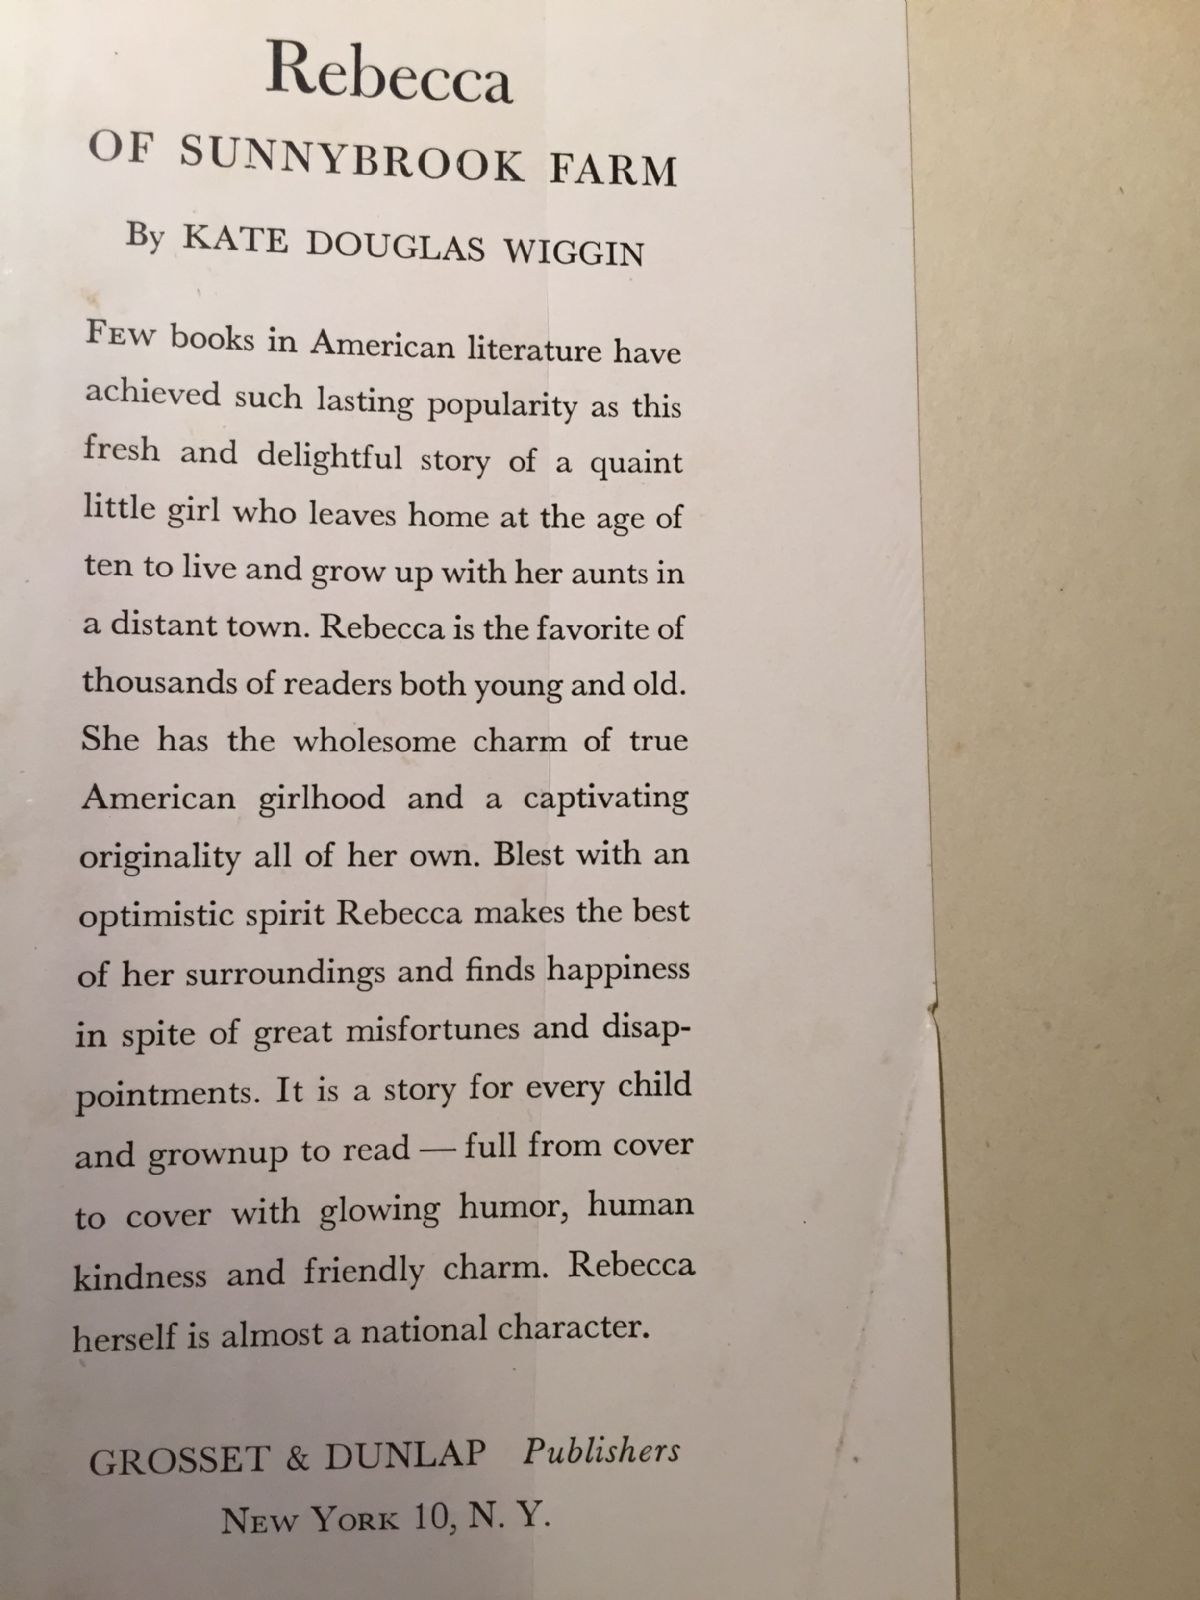 Rebecca
OF SUNNYBROOK FARM
By KATE DOUGLAS WIGGIN
FEW books in American literature have
achieved such lasting popularity as this
fresh and delightful story of a quaint
little girl who leaves home at the age of
ten to live and grow up with her aunts in
a distant town. Rebecca is the favorite of
thousands of readers both young and old.
She has the wholesome charm of true
American girlhood and a captivating
originality all of her own. Blest with an
optimistic spirit Rebecca makes the best
of her surroundings and finds happiness
in spite of great misfortunes and disap-
pointments. It is a story for every child
and grownup to read — full from cover
to cover with glowing humor, human
kindness and friendly charm. Rebecca
herself is almost a national character.
GROSSET & DUNLAP Publishers
NEW YORK 10, N. Y.